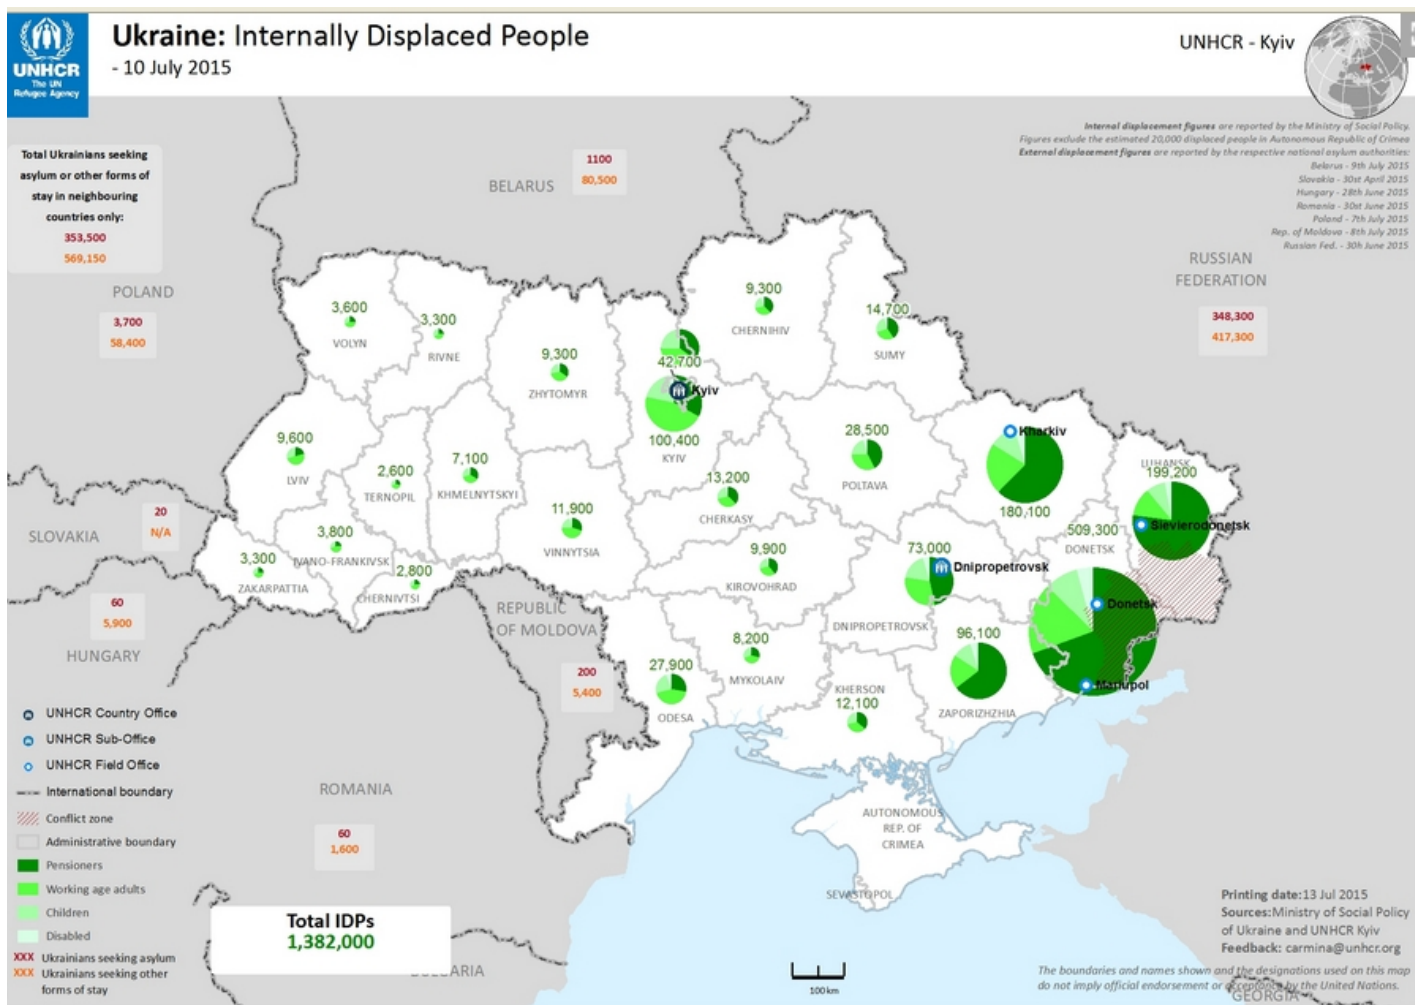 UNHCR
The UN
Refugee Agency
Ukraine: Internally Displaced People
- 10 July 2015
UNHCR - Kyiv
Internal displacement figures are reported by the Ministry of Social Policy.
Figures exclude the estimated 20,000 displaced people in Autonomous Republic of Crimea
External displacement figures are reported by the respective national asylum authorities:
Belarus - 9th July 2015
Slovakia - 30st April 2015
Hungary - 28th June 2015
Romania - 30st June 2015
Poland - 7th July 2015
Rep. of Moldova - 8th July 2015
Russian Fed. - 30h June 2015
Total Ukrainians seeking
asylum or other forms of
stay in neighbouring
countries only:
353,500
569,150
BELARUS
1100
80,500
POLAND
3,700
58,400
RUSSIAN
FEDERATION
348,300
417,300
3,600
VOLYN
3,300
RIVNE
9,300
ZHYTOMYR
42,700
Kyiv
100,400
KYIV
9,300
CHERNIHIV
14,700
SUMY
9,600
LVIV
2,600
TERNOPIL
7,100
KHMELNYTSKYI
11,900
VINNYTSIA
13,200
CHERKASY
28,500
POLTAVA
Kharkiv
180,100
LUHANSK
199,200
Sievierodonetsk
SLOVAKIA
20
N/A
3,300
ZAKARPATTIA
3,800
IVANO-FRANKIVSK
2,800
CHERNIVTSI
9,900
KIROVOHRAD
73,000
Dnipropetrovsk
DNIPROPETROVSK
509,300
DONETSK
Donetsk
Mariupol
60
5,900
HUNGARY
REPUBLIC
OF MOLDOVA
200
5,400
27,900
ODESA
8,200
MYKOLAIV
KHERSON
12,100
96,100
ZAPORIZHZHIA
ROMANIA
60
1,600
AUTONOMOUS
REP. OF
CRIMEA
SEVASTOPOL
UNHCR Country Office
UNHCR Sub-Office
UNHCR Field Office
International boundary
Conflict zone
Administrative boundary
Pensioners
Working age adults
Children
Disabled
XXX Ukrainians seeking asylum
XXX Ukrainians seeking other
forms of stay
Total IDPs
1,382,000
100 km
Printing date:13 Jul 2015
Sources:Ministry of Social Policy
of Ukraine and UNHCR Kyiv
Feedback: carmina@unhcr.org
The boundaries and names shown and the designations used on this map
do not imply official endorsement or acceptance by the United Nations.